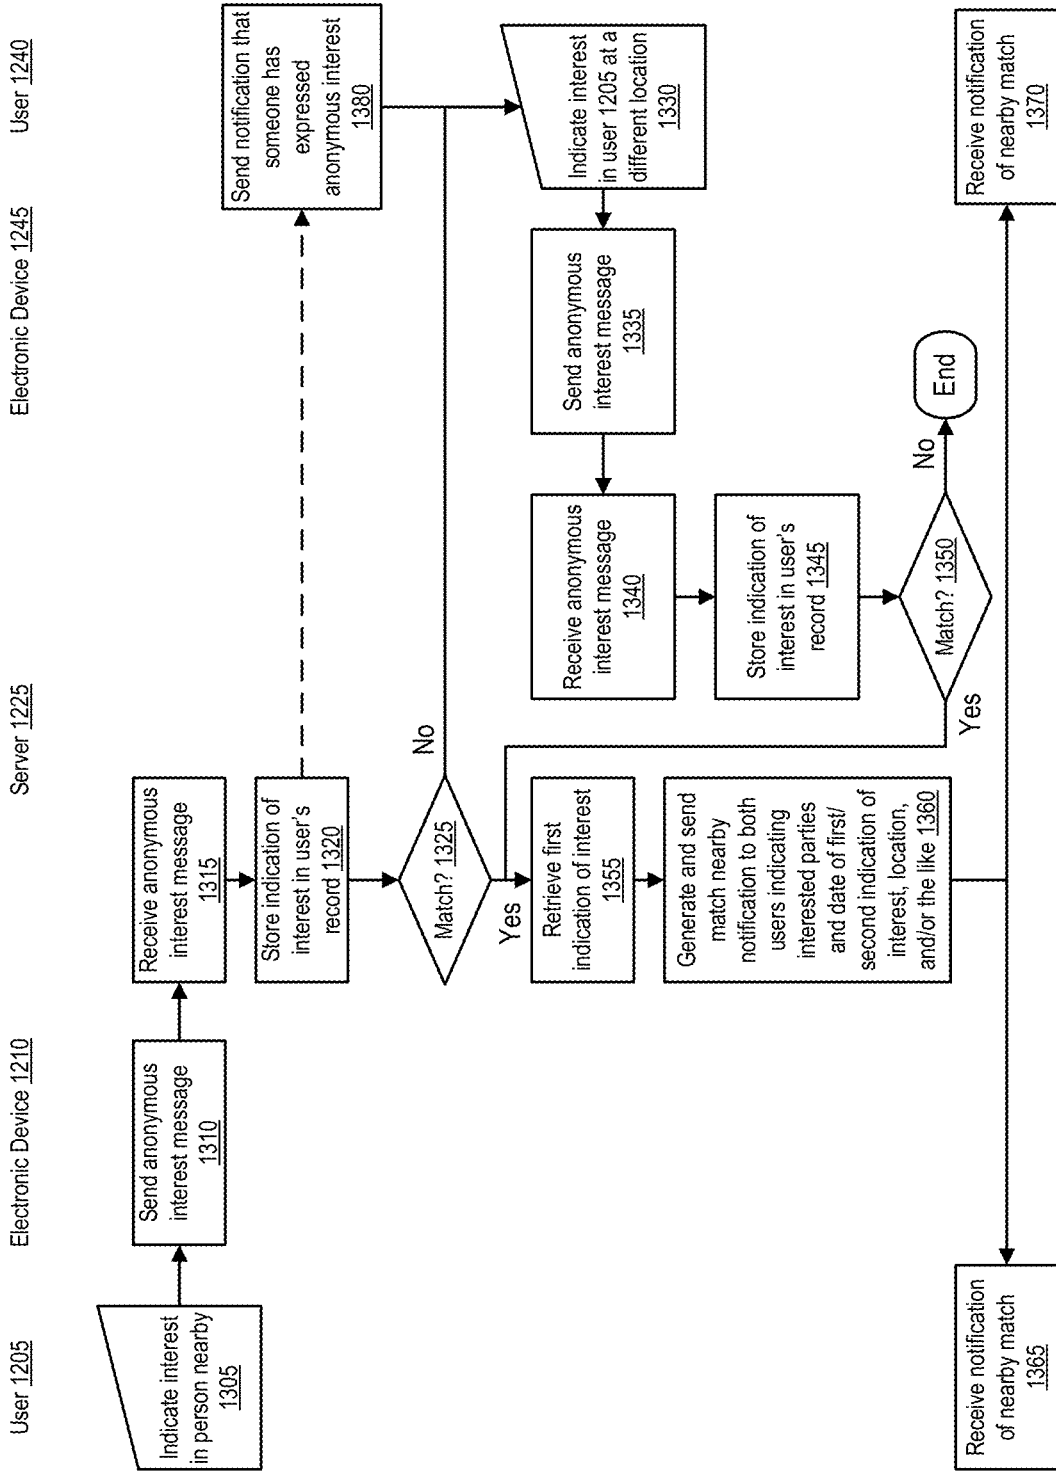 User 1205
Electronic Device 1210
Server 1225
Electronic Device 1245
User 1240
Indicate interest
in person nearby
1305
Send anonymous
interest message
1310
Receive anonymous
interest message
1315
Store indication of
interest in user's
record 1320
Send notification that
someone has
expressed
anonymous interest
1380
Match? 1325
No
Yes
Indicate interest
in user 1205 at a
different location
1330
Send anonymous
interest message
1335
Receive anonymous
interest message
1340
Store indication of
interest in user's
record 1345
Match? 1350
No
End
Yes
Retrieve first
indication of interest
1355
Generate and send
match nearby
notification to both
users indicating
interested parties
and date of first/
second indication of
interest, location,
and/or the like 1360
Receive notification
of nearby match
1365
Receive notification
of nearby match
1370